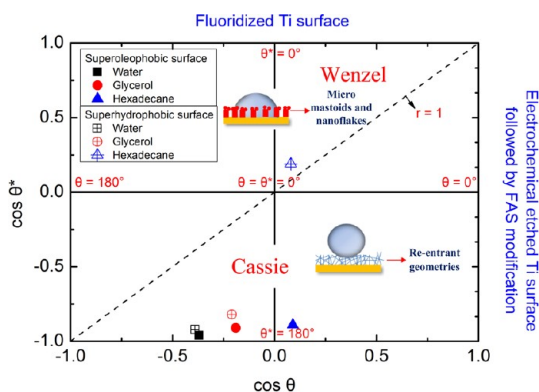 Fluoridized Ti surface
Superoleophobic surface
Water
Glycerol
Hexadecane
Superhydrophobic surface
Water
Glycerol
Hexadecane
θ* = 0°
Wenzel
Micro
mastoids and
nanoflakes
r = 1
θ = 180°
θ = θ* = 0°
θ = 0°
Cassie
Re-entrant
geometries
θ* = 180°
1.0
0.5
0.0
-0.5
-1.0
cos θ*
-1.0
-0.5
0.0
0.5
1.0
cos θ
Electrochemical etched Ti surface
followed by FAS modification